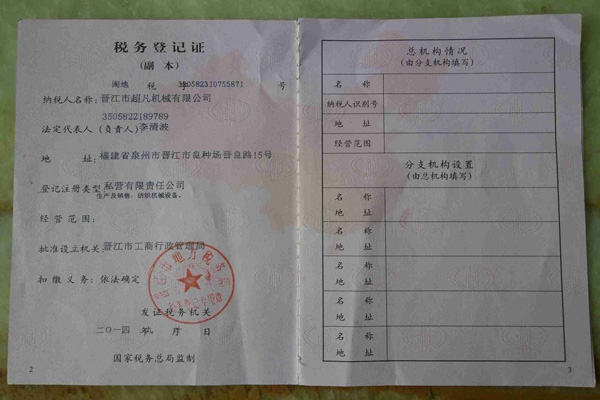 税务登记证
(副 本)
闽地 税 字 350582310755871 号
纳税人名称: 晋江市超凡机械有限公司
3505822189789
法定代表人 (负责人) 李清波
地 址: 福建省泉州市晋江市良种场晋良路15号
登记注册类型: 私营有限责任公司
生产及销售:纺织机械设备。
经 营 范 围:
批准设立机关: 晋江市工商行政管理局
扣 缴 义 务: 依法确定
发证税务机关
二〇一四 年 月 日
国家税务总局监制
2
总机构情况
(由分支机构填写)
名 称
纳税人识别号
地 址
经营范围
分支机构设置
(由总机构填写)
名 称
地 址
名 称
地 址
名 称
地 址
名 称
地 址
名 称
地 址
3